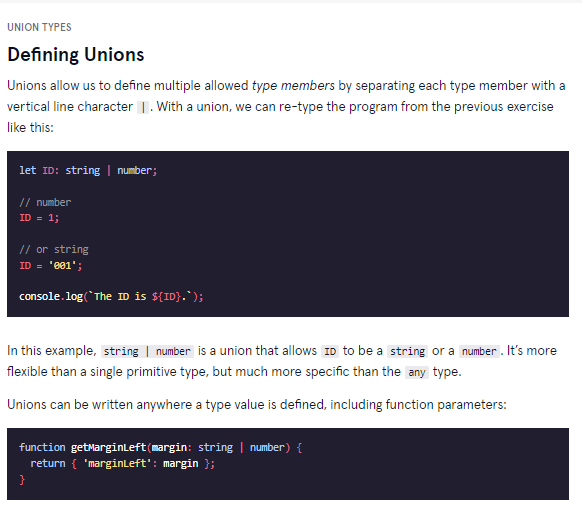 UNION TYPES
Defining Unions
Unions allow us to define multiple allowed type members by separating each type member with a
vertical line character | . With a union, we can re-type the program from the previous exercise
like this:
let ID: string | number;
// number
ID = 1;
// or string
ID = '001';
console.log(`The ID is ${ID}.`);
In this example, string | number is a union that allows ID to be a string or a number . It’s more
flexible than a single primitive type, but much more specific than the any type.
Unions can be written anywhere a type value is defined, including function parameters:
function getMarginLeft(margin: string | number) {
  return { 'marginLeft': margin };
}